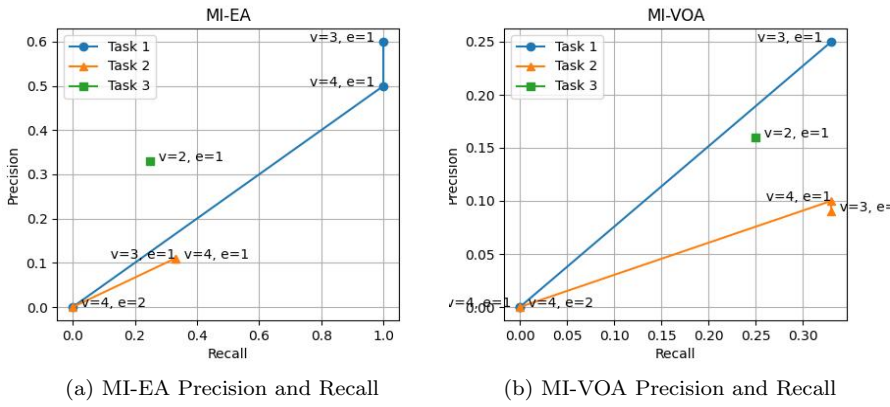 MI-EA
0.6
0.5
0.4
0.3
0.2
0.1
0.0
Precision
Task 1
Task 2
Task 3
v=3, e=1
v=4, e=1
v=2, e=1
v=3, e=1
v=4, e=1
v=4, e=2
0.0 0.2 0.4 0.6 0.8 1.0
Recall
(a) MI-EA Precision and Recall
MI-VOA
0.25
0.20
0.15
0.10
0.05
0.00
Precision
Task 1
Task 2
Task 3
v=3, e=1
v=2, e=1
v=4, e=1
v=3, e=
v=4, e=1
v=4, e=2
0.00 0.05 0.10 0.15 0.20 0.25 0.30
Recall
(b) MI-VOA Precision and Recall